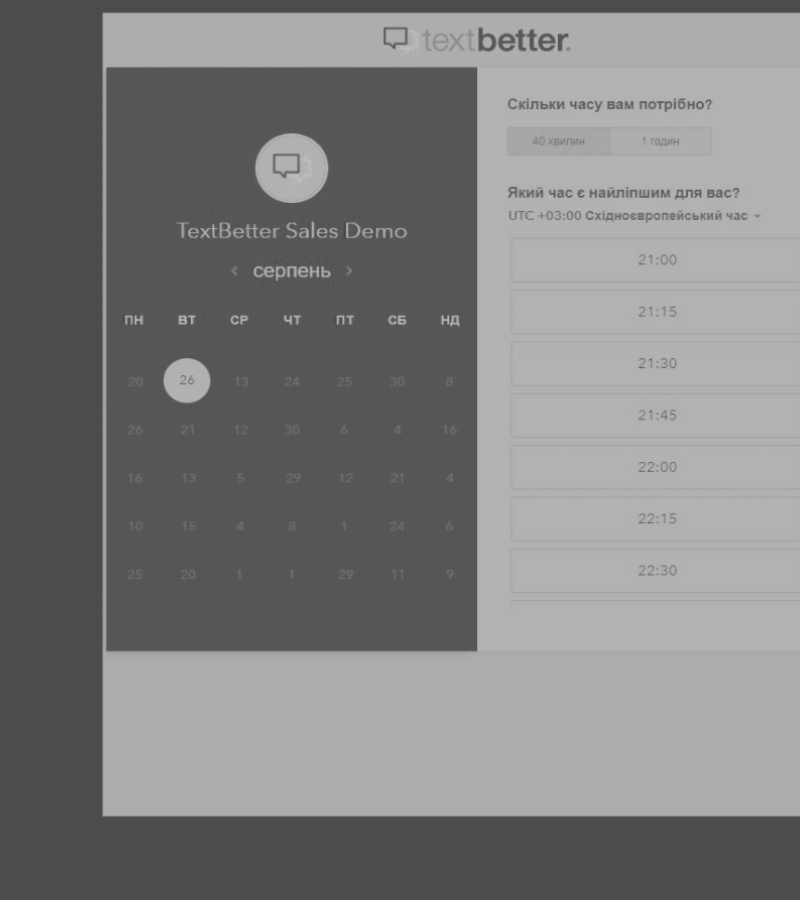 textbetter.
TextBetter Sales Demo
‹ серпень ›
ПН ВТ СР ЧТ ПТ СБ НД
20 26 13 24 25 30 8
26 21 12 30 6 4 16
16 13 5 29 12 21 4
10 15 4 8 1 24 6
25 20 1 1 29 11 9
Скільки часу вам потрібно?
40 хвилин 1 годин
Який час є найліпшим для вас?
UTC +03:00 Східноєвропейський час
21:00
21:15
21:30
21:45
22:00
22:15
22:30